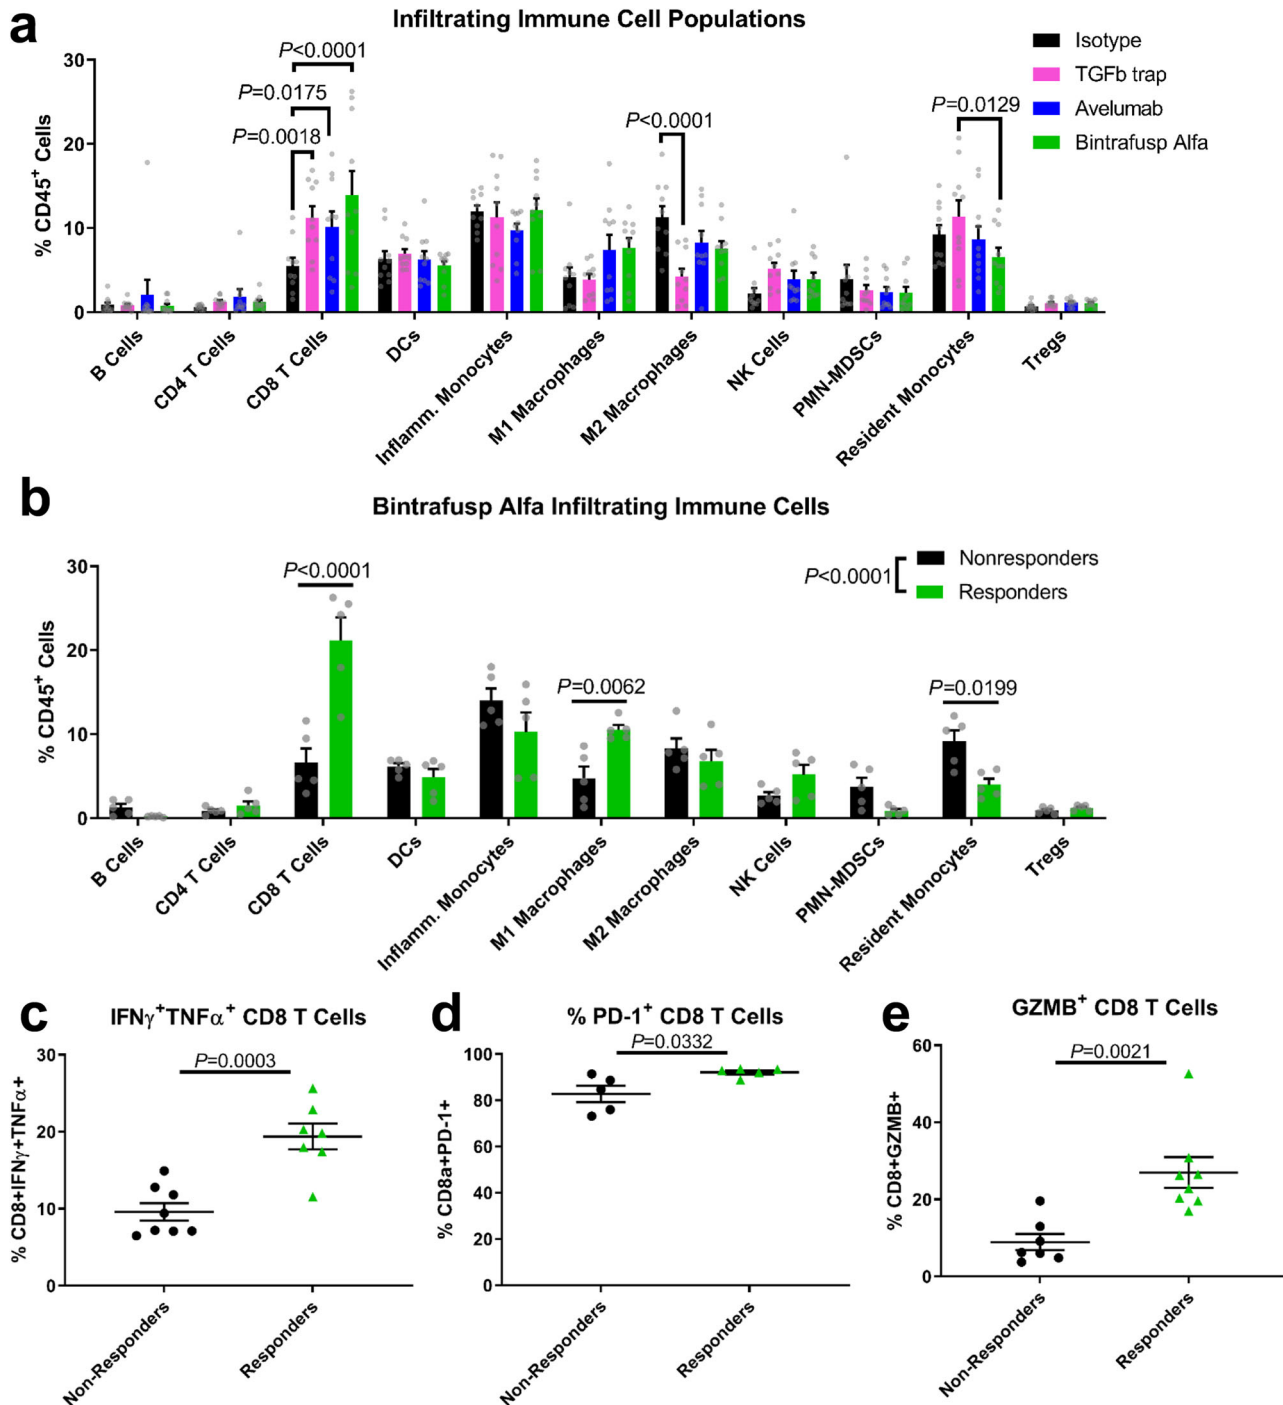 a
Infiltrating Immune Cell Populations
Isotype
TGFb trap
Avelumab
Bintrafusp Alfa
% CD45⁺ Cells
30
20
10
0
P<0.0001
P=0.0175
P=0.0018
P<0.0001
P=0.0129
B Cells
CD4 T Cells
CD8 T Cells
DCs
Inflamm. Monocytes
M1 Macrophages
M2 Macrophages
NK Cells
PMN-MDSCs
Resident Monocytes
Tregs
b
Bintrafusp Alfa Infiltrating Immune Cells
P<0.0001
Nonresponders
Responders
% CD45⁺ Cells
30
20
10
0
P<0.0001
P=0.0062
P=0.0199
B Cells
CD4 T Cells
CD8 T Cells
DCs
Inflamm. Monocytes
M1 Macrophages
M2 Macrophages
NK Cells
PMN-MDSCs
Resident Monocytes
Tregs
c
IFNγ⁺TNFα⁺ CD8 T Cells
% CD8+IFNγ+TNFα+
30
20
10
0
P=0.0003
Non-Responders
Responders
d
% PD-1⁺ CD8 T Cells
% CD8a+PD-1+
100
80
60
40
20
0
P=0.0332
Non-Responders
Responders
e
GZMB⁺ CD8 T Cells
% CD8+GZMB+
60
40
20
0
P=0.0021
Non-Responders
Responders